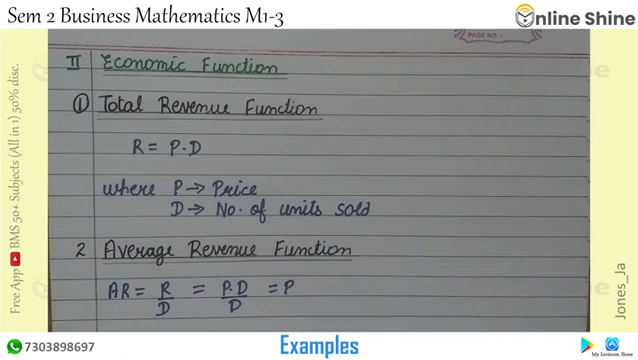 Sem 2 Business Mathematics M1-3
Online Shine
PAGE NO.:
II Economic Function
① Total Revenue Function
R = P.D
where P → Price
D → No. of units sold
2 Average Revenue Function
AR = R/D = P.D/D = P
Free App BMS 50+ Subjects (All in 1) 50% disc.
Jones_Ja
7303898697
Examples
My Institute, Shine